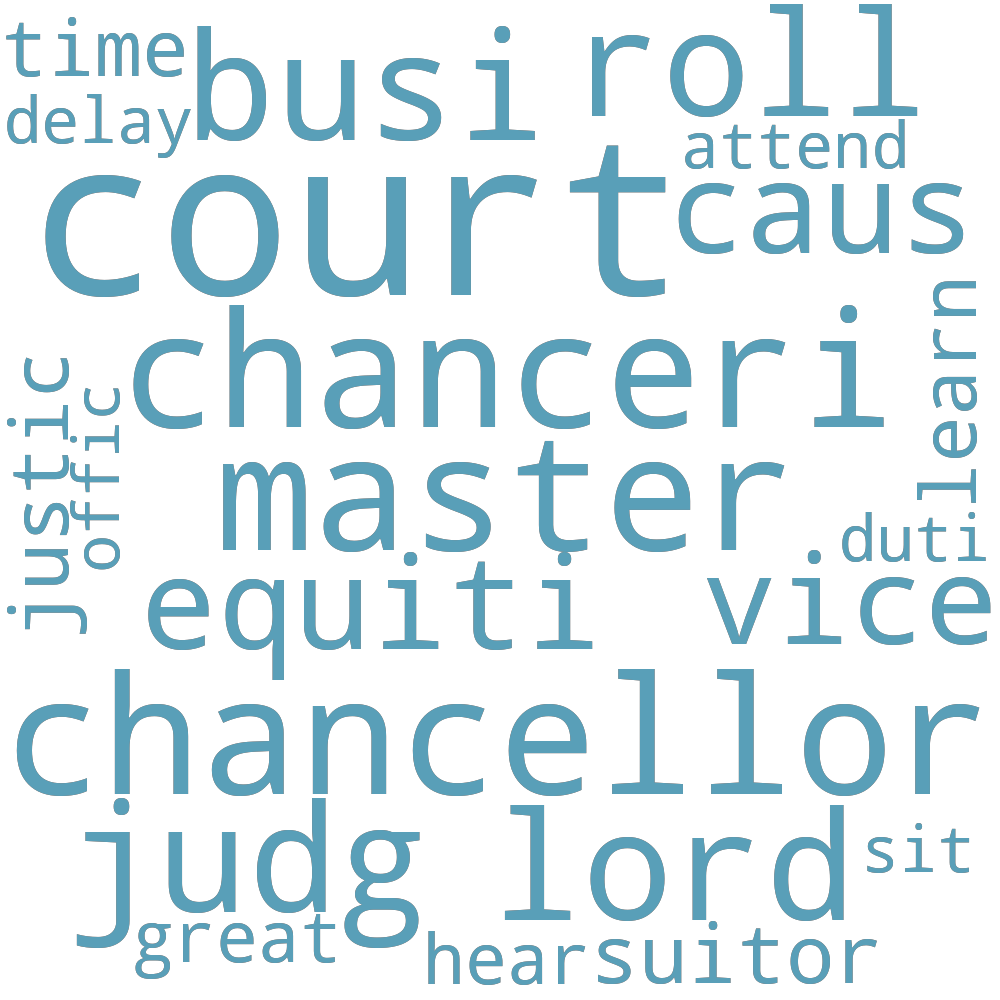 time
busi
roll
delay
attend
court
caus
chanceri
learn
justic
offic
master
duti
equiti
vice
chancellor
judg
lord
sit
great
hear
suitor